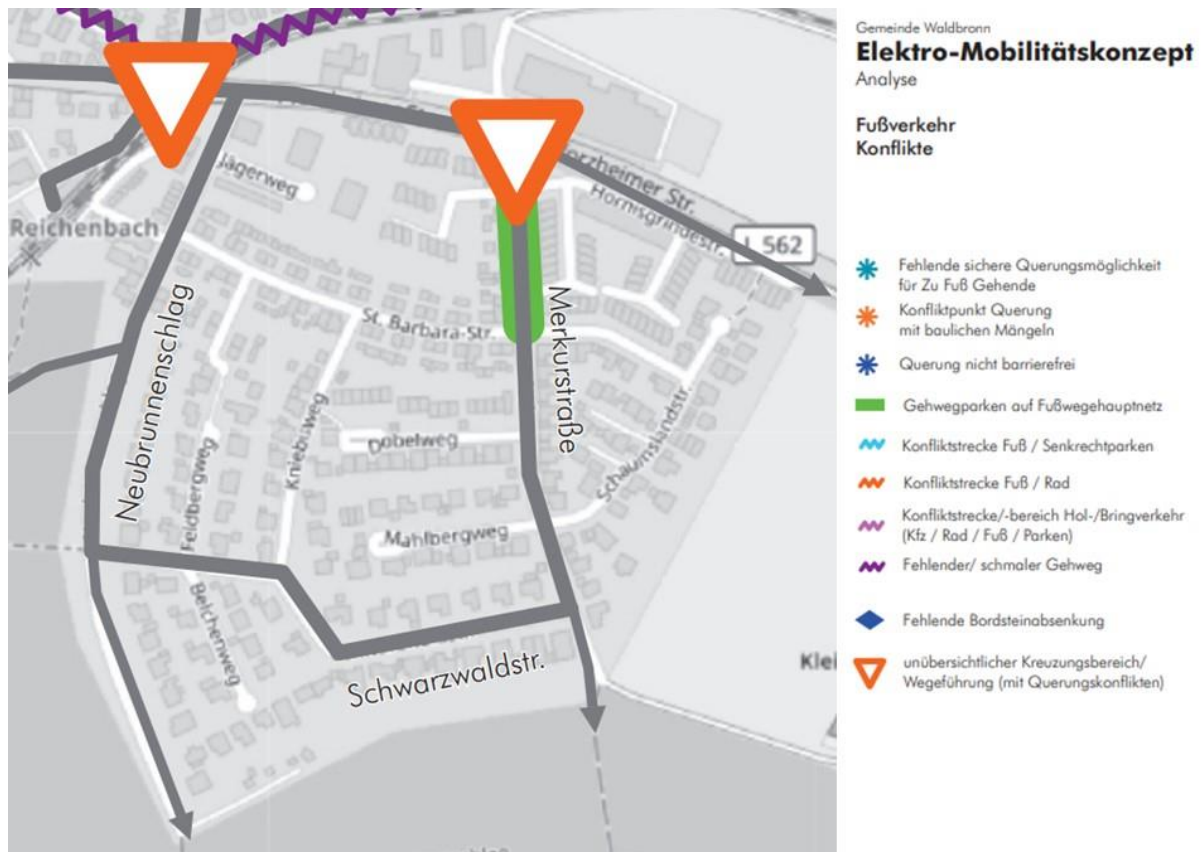 Gemeinde Waldbronn
Elektro-Mobilitätskonzept
Analyse
Fußverkehr
Konflikte
Fehlende sichere Querungsmöglichkeit
für Zu Fuß Gehende
Konfliktpunkt Querung
mit baulichen Mängeln
Querung nicht barrierefrei
Gehwegparken auf Fußwegehauptnetz
Konfliktstrecke Fuß / Senkrechtparken
Konfliktstrecke Fuß / Rad
Konfliktstrecke/-bereich Hol-/Bringverkehr
(Kfz / Rad / Fuß / Parken)
Fehlender/ schmaler Gehweg
Fehlende Bordsteinabsenkung
unübersichtlicher Kreuzungsbereich/
Wegeführung (mit Querungskonflikten)
Jägerweg
orzheimer Str.
Hornisgrindestr.
Reichenbach
L 562
Neubrunnenschlag
St. Barbara-Str.
Merkurstraße
Kniebisweg
Dobelweg
Feldbergweg
Schauinslandstr.
Mahlbergweg
Belchenweg
Schwarzwaldstr.
Klei